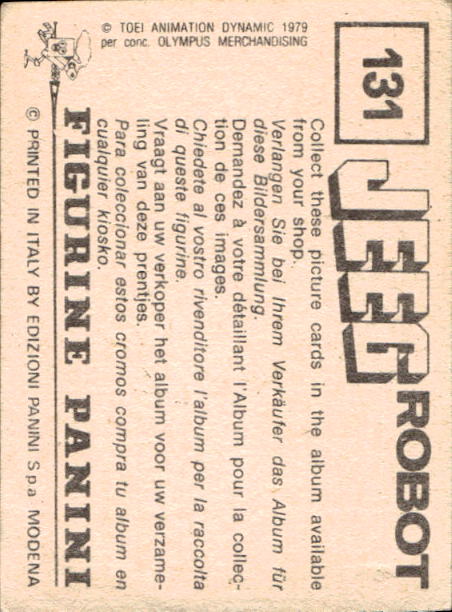 131
JEEG
ROBOT
Collect these picture cards in the album available
from your shop.
Verlangen Sie bei Ihrem Verkäufer das Album für
diese Bildersammlung.
Demandez à votre détaillant l'Album pour la collec-
tion de ces images.
Chiedete al vostro rivenditore l'album per la raccolta
di queste figurine.
Vraagt aan uw verkoper het album voor uw verzame-
ling van deze prentjes.
Para coleccionar estos cromos compra tu album en
cualquier kiosko.
FIGURINE PANINI
© PRINTED IN ITALY BY EDIZIONI PANINI S.p.a MODENA
© TOEI ANIMATION DYNAMIC 1979
per conc. OLYMPUS MERCHANDISING